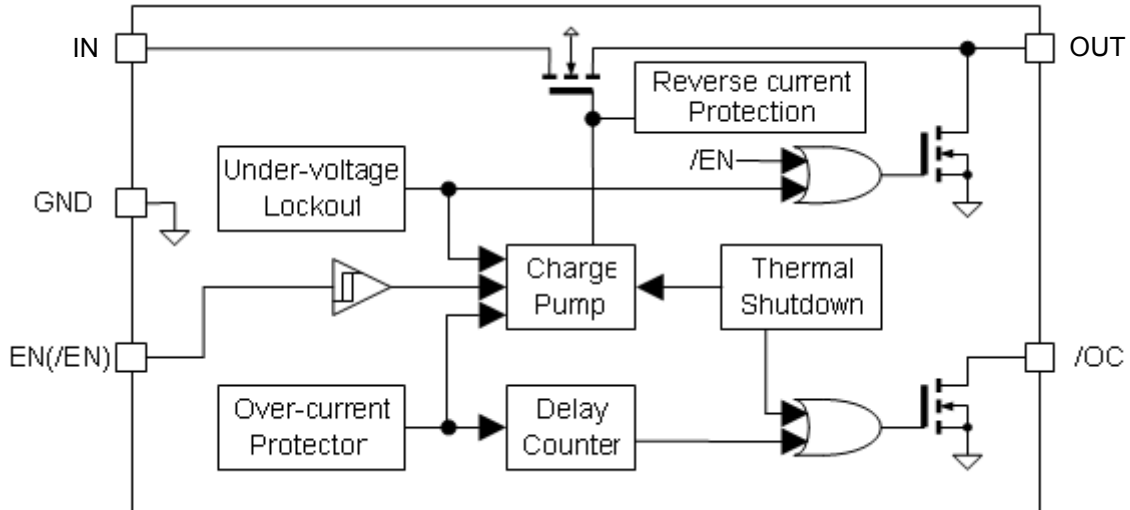 IN
OUT
Reverse current
Protection
/EN
Under-voltage
Lockout
GND
Charge
Pump
Thermal
Shutdown
EN(/EN)
/OC
Over-current
Protector
Delay
Counter